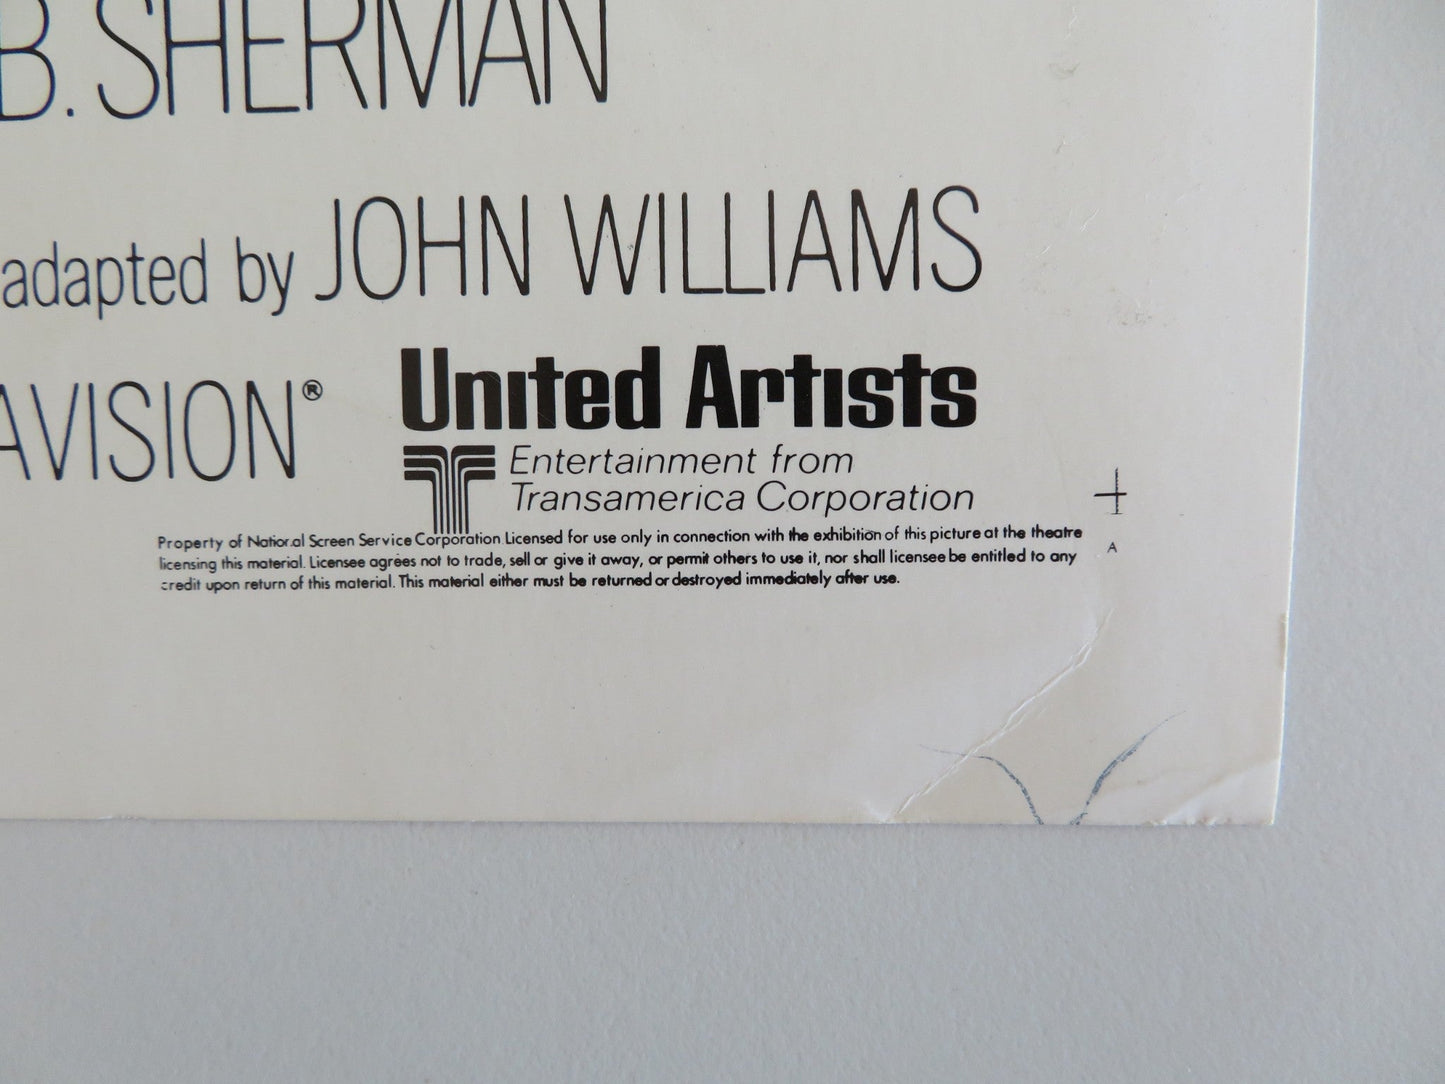 B. SHERMAN
adapted by JOHN WILLIAMS
AVISION®
United Artists
Entertainment from
Transamerica Corporation
Property of National Screen Service Corporation Licensed for use only in connection with the exhibition of this picture at the theatre
licensing this material. Licensee agrees not to trade, sell or give it away, or permit others to use it, nor shall licensee be entitled to any
credit upon return of this material. This material either must be returned or destroyed immediately after use.
A